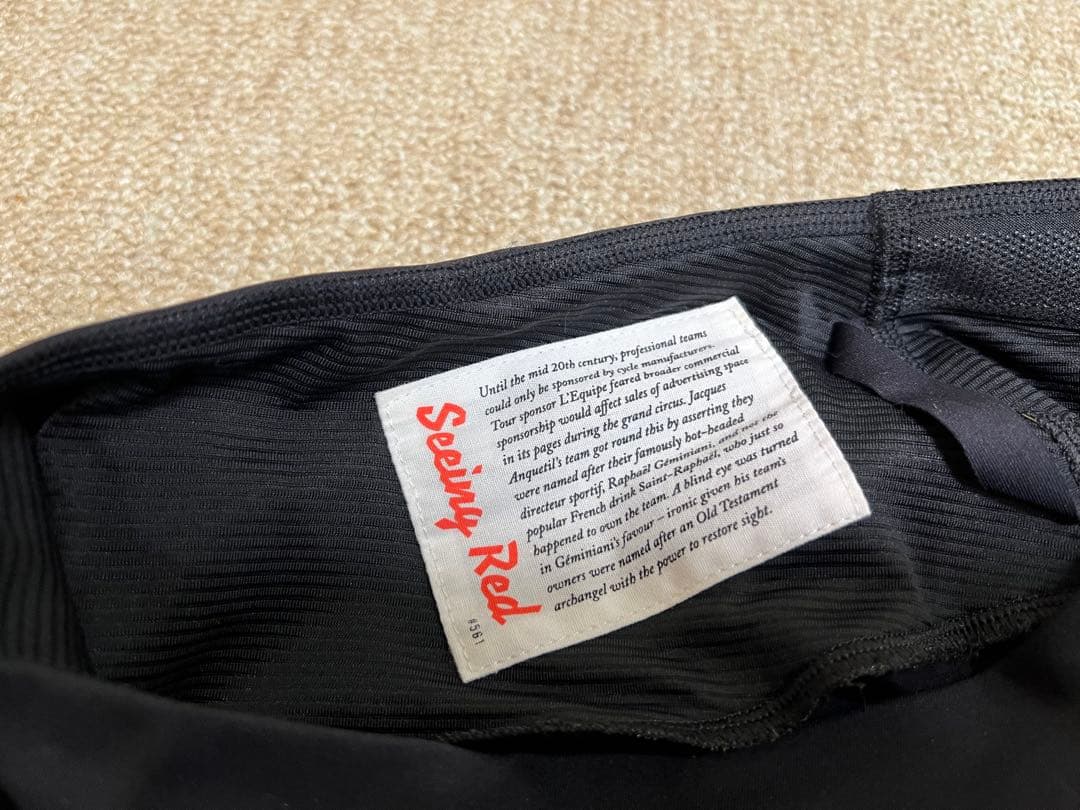 Seeing Red
Until the mid 20th century, professional teams
could only be sponsored by cycle manufacturers.
Tour sponsor L'Equipe feared broader commercial
sponsorship would affect sales of advertising space
in its pages during the grand circus. Jacques
Anquetil's team got round this by asserting they
were named after their famously hot-headed
directeur sportif, Raphaël Géminiani, and not the
popular French drink Saint-Raphaël, who just so
happened to own the team. A blind eye was turned
in Géminiani's favour – ironic given his team's
owners were named after an Old Testament
archangel with the power to restore sight.
#561